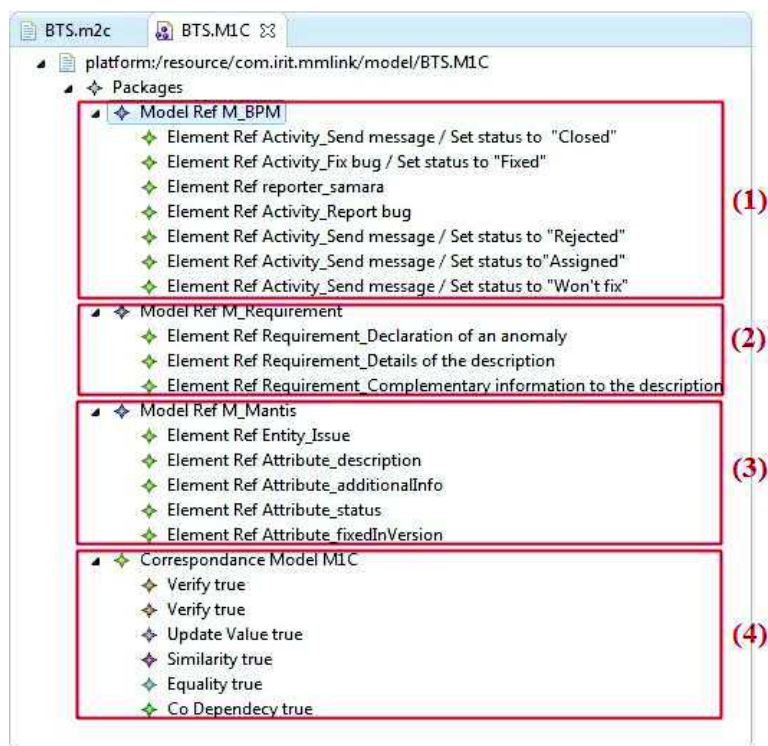 BTS.m2c BTS.M1C
platform:/resource/com.irit.mmlink/model/BTS.M1C
Packages
Model Ref M_BPM
Element Ref Activity_Send message / Set status to "Closed"
Element Ref Activity_Fix bug / Set status to "Fixed"
Element Ref reporter_samara
Element Ref Activity_Report bug
(1)
Element Ref Activity_Send message / Set status to "Rejected"
Element Ref Activity_Send message / Set status to"Assigned"
Element Ref Activity_Send message / Set status to "Won't fix"
Model Ref M_Requirement
Element Ref Requirement_Declaration of an anomaly
(2)
Element Ref Requirement_Details of the description
Element Ref Requirement_Complementary information to the description
Model Ref M_Mantis
Element Ref Entity_Issue
Element Ref Attribute_description
(3)
Element Ref Attribute_additionalInfo
Element Ref Attribute_status
Element Ref Attribute_fixedInVersion
Correspondance Model M1C
Verify true
Verify true
Update Value true
(4)
Similarity true
Equality true
Co Dependecy true